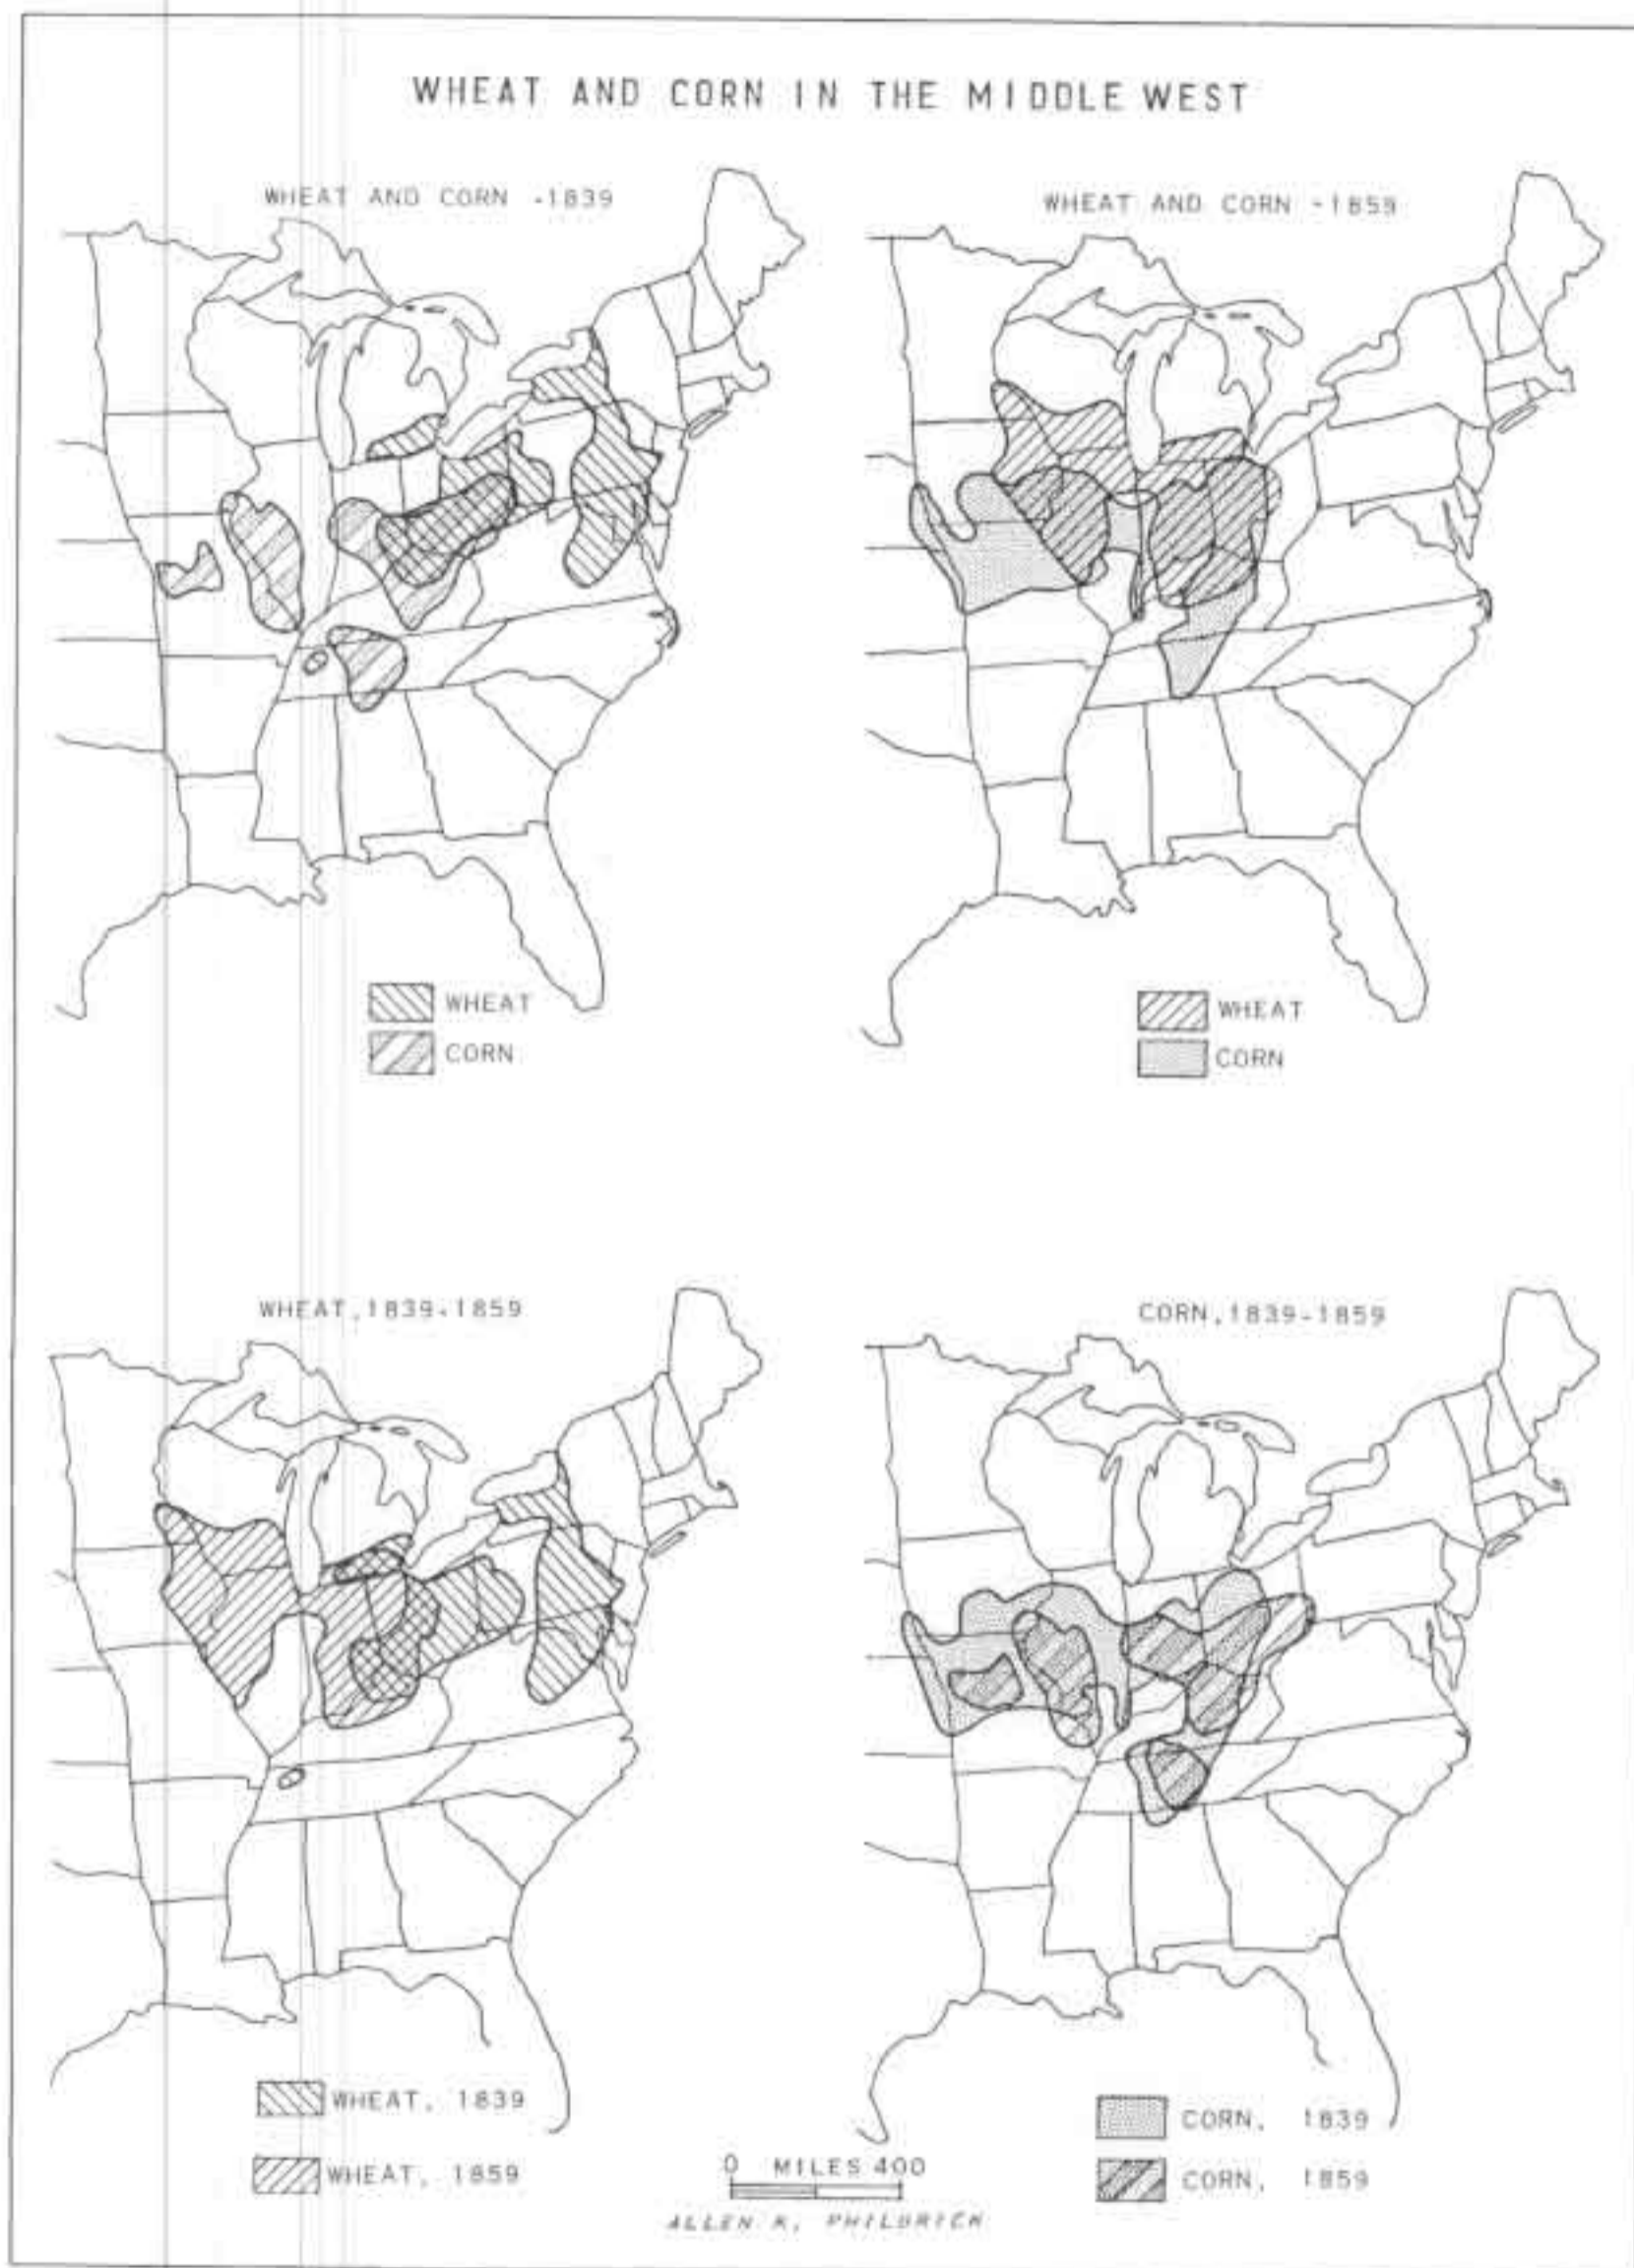 WHEAT AND CORN IN THE MIDDLE WEST
WHEAT AND CORN -1839
WHEAT AND CORN -1859
WHEAT
CORN
WHEAT
CORN
WHEAT, 1839-1859
CORN, 1839-1859
WHEAT, 1839
WHEAT, 1859
CORN, 1839
CORN, 1859
0 MILES 400
ALLEN K. PHILBRICK